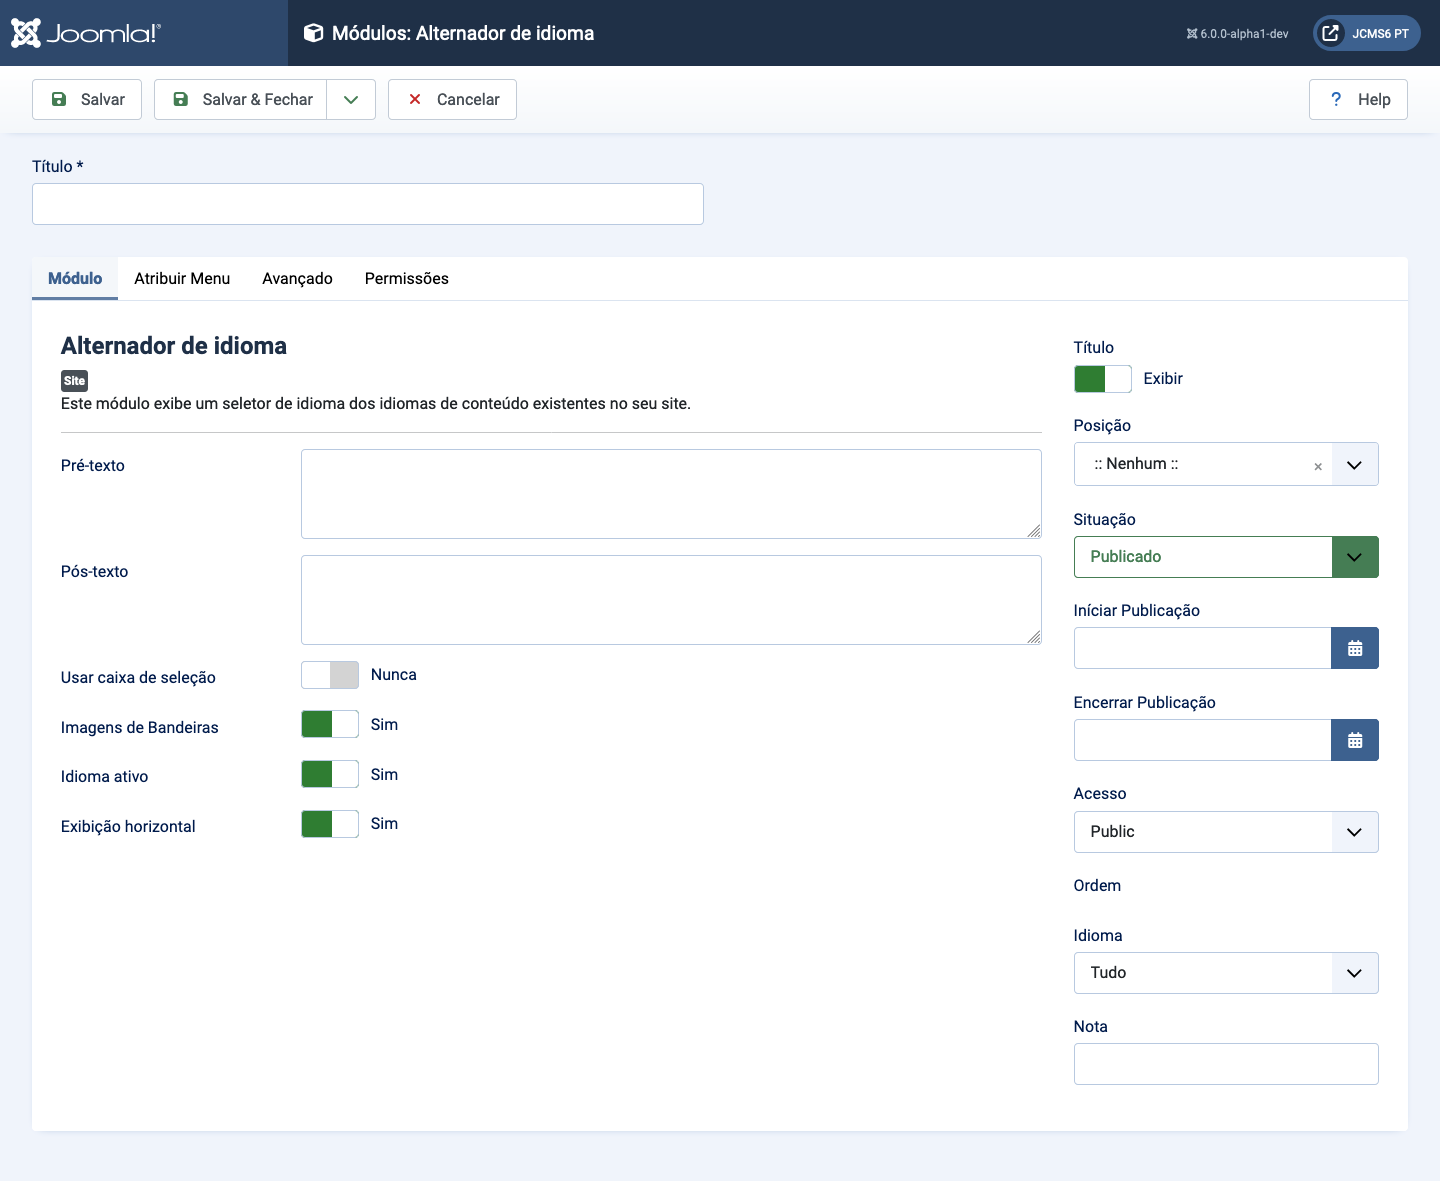 Joomla!®
Módulos: Alternador de idioma
6.0.0-alpha1-dev
JCMS6 PT
Salvar
Salvar & Fechar
Cancelar
? Help
Título *
Módulo
Atribuir Menu
Avançado
Permissões
Alternador de idioma
Site
Este módulo exibe um seletor de idioma dos idiomas de conteúdo existentes no seu site.
Pré-texto
Pós-texto
Usar caixa de seleção
Nunca
Imagens de Bandeiras
Sim
Idioma ativo
Sim
Exibição horizontal
Sim
Título
Exibir
Posição
:: Nenhum ::
×
Situação
Publicado
Iníciar Publicação
Encerrar Publicação
Acesso
Public
Ordem
Idioma
Tudo
Nota